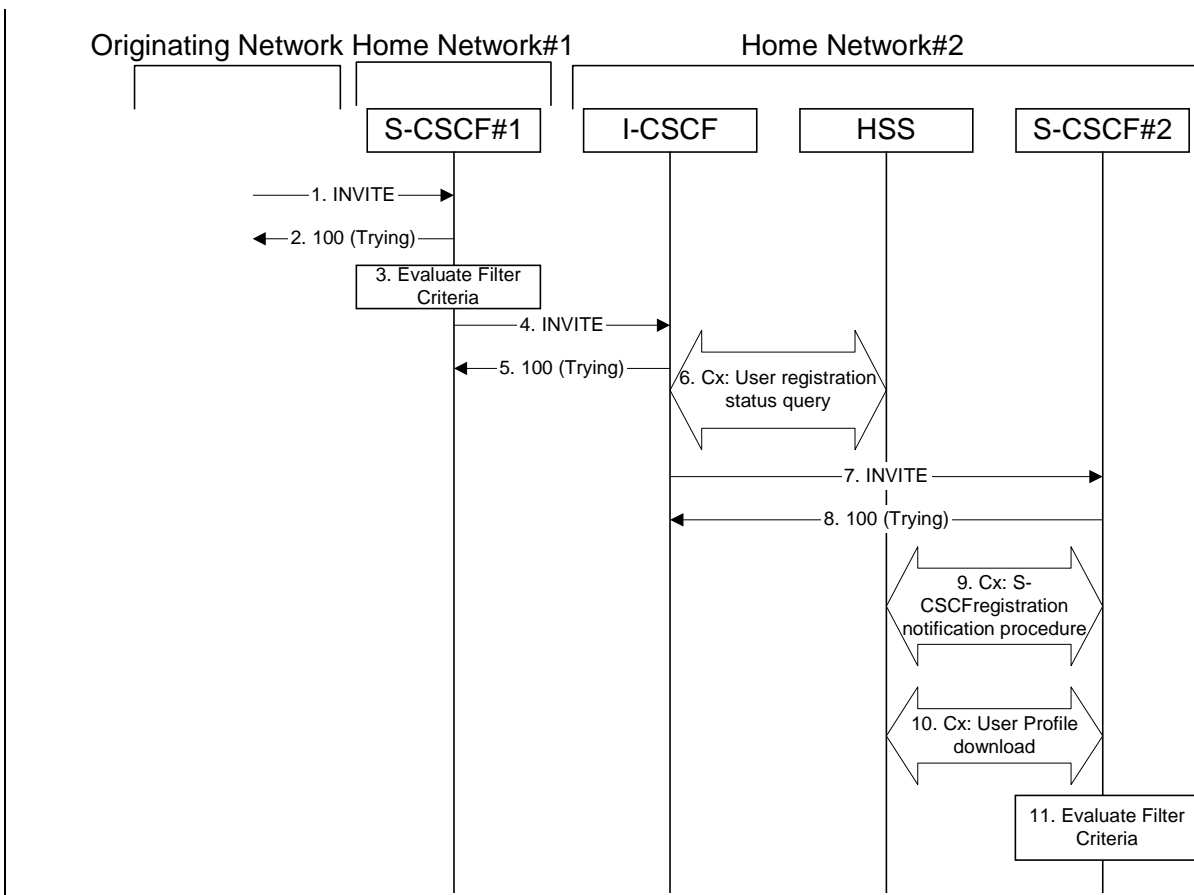 Originating Network Home Network#1 Home Network#2
S-CSCF#1 I-CSCF HSS S-CSCF#2
1. INVITE
2. 100 (Trying)
3. Evaluate Filter
Criteria
4. INVITE
5. 100 (Trying)
6. Cx: User registration
status query
7. INVITE
8. 100 (Trying)
9. Cx: S-
CSCFregistration
notification procedure
10. Cx: User Profile
download
11. Evaluate Filter
Criteria